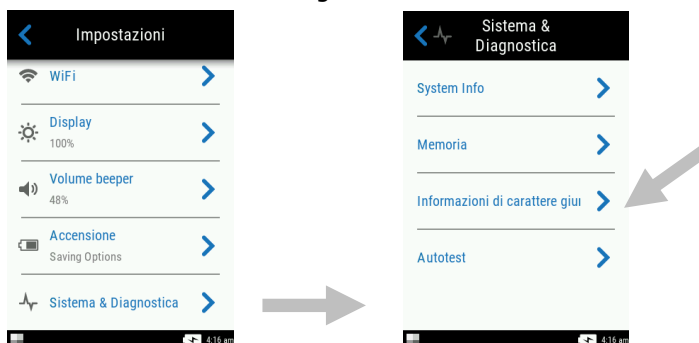 Impostazioni
WiFi
Display
100%
Volume beeper
48%
Accensione
Saving Options
Sistema & Diagnostica
4:16 am
Sistema &
Diagnostica
System Info
Memoria
Informazioni di carattere giu
Autotest
4:16 am